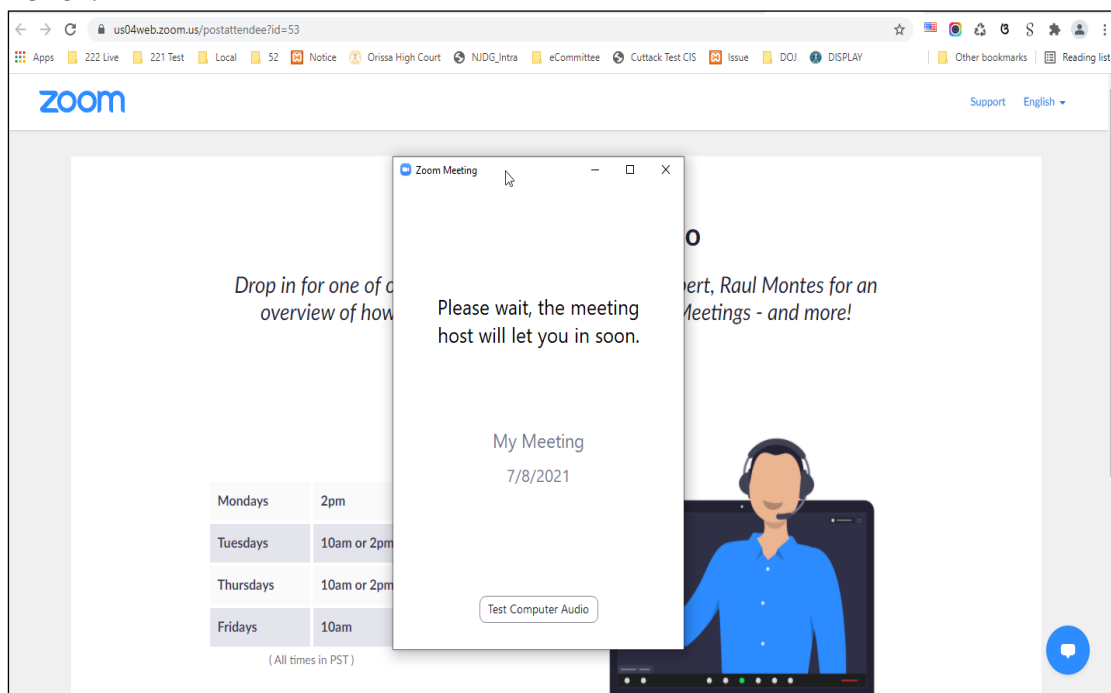 us04web.zoom.us/postattendee?id=53
Apps 222 Live 221 Test Local 52 Notice Orissa High Court NJDG_Intra eCommittee Cuttack Test CIS Issue DOJ DISPLAY Other bookmarks Reading list
zoom
Support English
Zoom Meeting
o
Drop in for one of o
pert, Raul Montes for an
overview of how
Meetings - and more!
Please wait, the meeting
host will let you in soon.
My Meeting
7/8/2021
Mondays 2pm
Tuesdays 10am or 2pm
Thursdays 10am or 2pm
Fridays 10am
( All times in PST )
Test Computer Audio